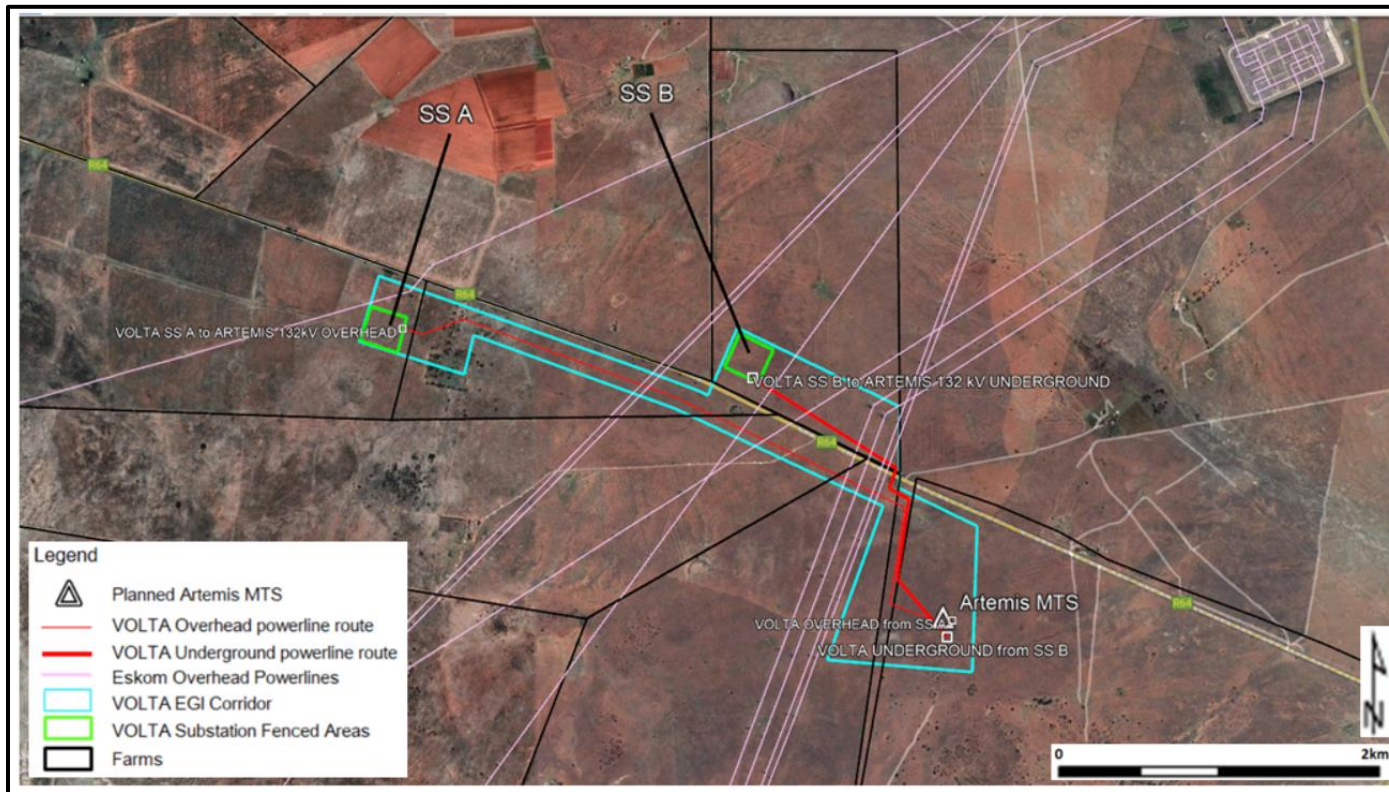 SS A
SS B
R64
R64
VOLTA SS A to ARTEMIS 132kV OVERHEAD
VOLTA SS B to ARTEMIS 132 kV UNDERGROUND
R64
Artemis MTS
VOLTA OVERHEAD from SS A
VOLTA UNDERGROUND from SS B
R64
Legend
Planned Artemis MTS
VOLTA Overhead powerline route
VOLTA Underground powerline route
Eskom Overhead Powerlines
VOLTA EGI Corridor
VOLTA Substation Fenced Areas
Farms
N
0 2km